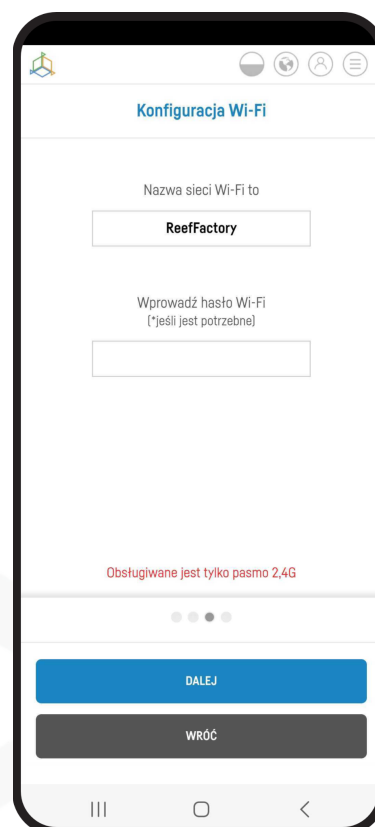 Konfiguracja Wi-Fi
Nazwa sieci Wi-Fi to
ReefFactory
Wprowadź hasło Wi-Fi
(*jeśli jest potrzebne)
Obsługiwane jest tylko pasmo 2,4G
DALEJ
WRÓĆ